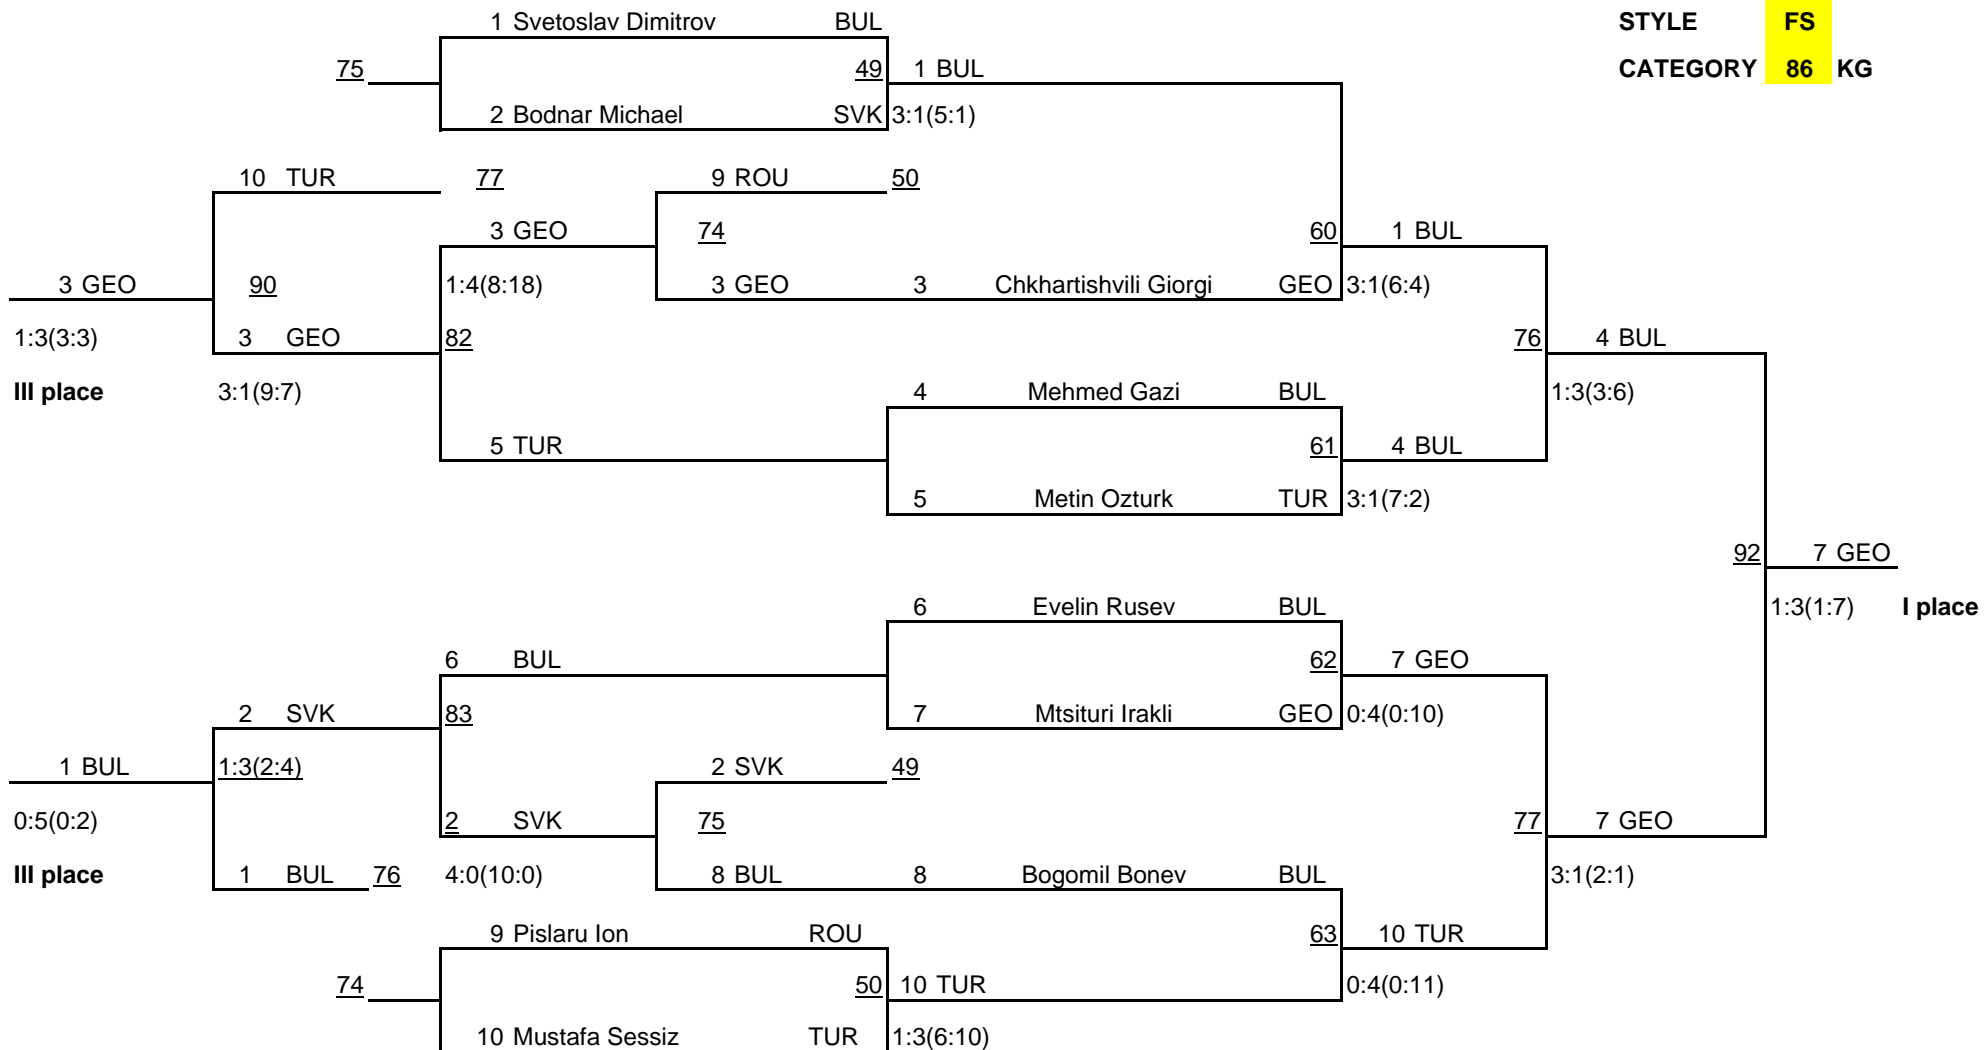 1 Svetoslav Dimitrov BUL STYLE FS
75 49 1 BUL CATEGORY 86 KG
2 Bodnar Michael SVK 3:1(5:1)
10 TUR 77 9 ROU 50
3 GEO 74 60 1 BUL
3 GEO 90 1:4(8:18) 3 GEO 3 Chkhartishvili Giorgi GEO 3:1(6:4)
1:3(3:3) 3 GEO 82 76 4 BUL
III place 3:1(9:7) 4 Mehmed Gazi BUL 1:3(3:6)
5 TUR 61 4 BUL
5 Metin Ozturk TUR 3:1(7:2)
92 7 GEO
6 Evelin Rusev BUL 1:3(1:7) I place
6 BUL 62 7 GEO
2 SVK 83 7 Mtsituri Irakli GEO 0:4(0:10)
1 BUL 1:3(2:4) 2 SVK 49
0:5(0:2) 2 SVK 75 77 7 GEO
III place 1 BUL 76 4:0(10:0) 8 BUL 8 Bogomil Bonev BUL 3:1(2:1)
9 Pislaru Ion ROU 63 10 TUR
74 50 10 TUR 0:4(0:11)
10 Mustafa Sessiz TUR 1:3(6:10)